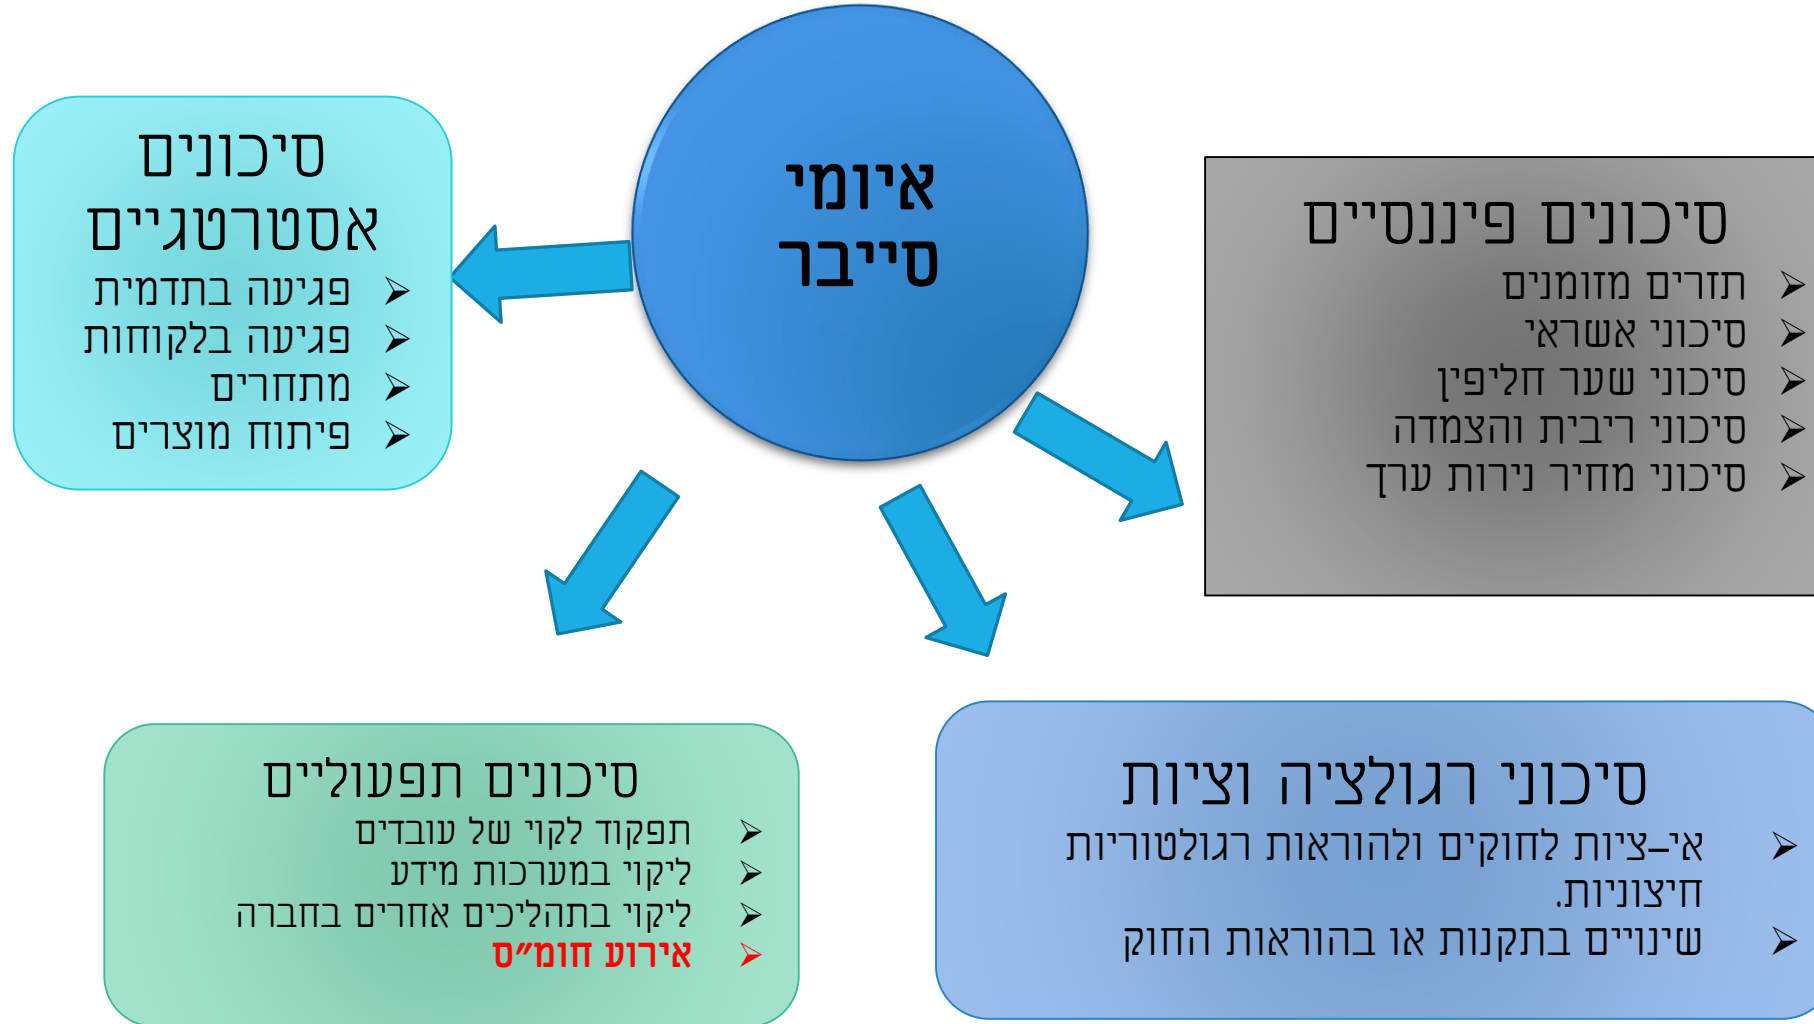 איומי
סייבר
סיכונים פיננסיים
תזרים מזומנים
סיכוני אשראי
סיכוני שער חליפין
סיכוני ריבית והצמדה
סיכוני מחיר נירות ערך
סיכונים
אסטרטגיים
פגיעה בתדמית
פגיעה בלקוחות
מתחרים
פיתוח מוצרים
סיכוני רגולציה וציות
אי–ציות לחוקים ולהוראות רגולטוריות
חיצוניות.
שינויים בתקנות או בהוראות החוק
סיכונים תפעוליים
תפקוד לקוי של עובדים
ליקוי במערכות מידע
ליקוי בתהליכים אחרים בחברה
אירוע חומ״ס